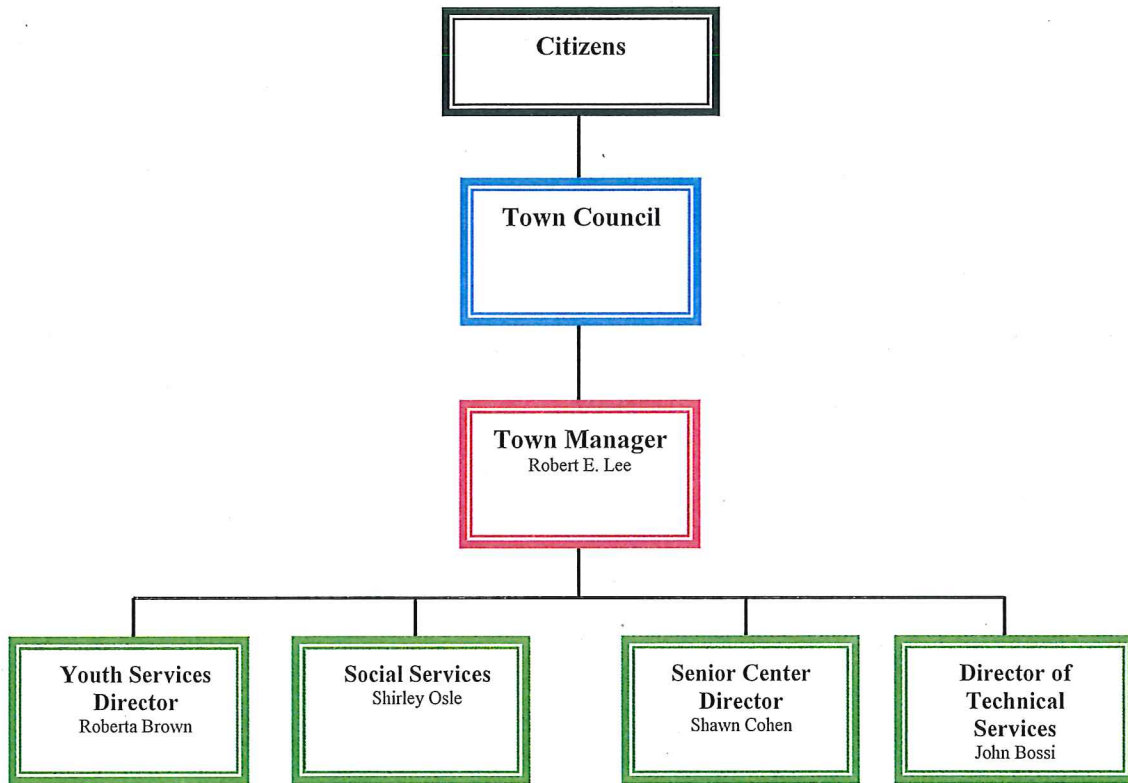 Citizens
Town Council
Town Manager
Robert E. Lee
Youth Services
Director
Roberta Brown
Social Services
Shirley Osle
Senior Center
Director
Shawn Cohen
Director of
Technical
Services
John Bossi